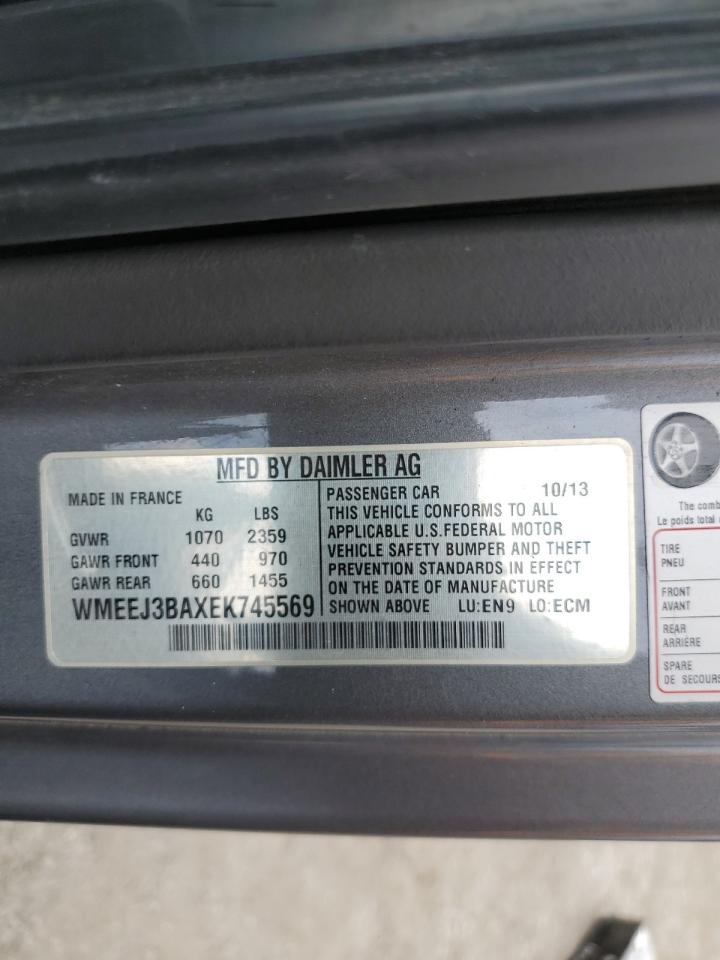 MFD BY DAIMLER AG
MADE IN FRANCE
KG LBS
GVWR 1070 2359
GAWR FRONT 440 970
GAWR REAR 660 1455
WMEEJ3BAXEK745569
PASSENGER CAR 10/13
THIS VEHICLE CONFORMS TO ALL
APPLICABLE U.S.FEDERAL MOTOR
VEHICLE SAFETY BUMPER AND THEFT
PREVENTION STANDARDS IN EFFECT
ON THE DATE OF MANUFACTURE
SHOWN ABOVE LU:EN9 LO:ECM
The comb
Le poids total
TIRE
PNEU
FRONT
AVANT
REAR
ARRIÈRE
SPARE
DE SECOURS